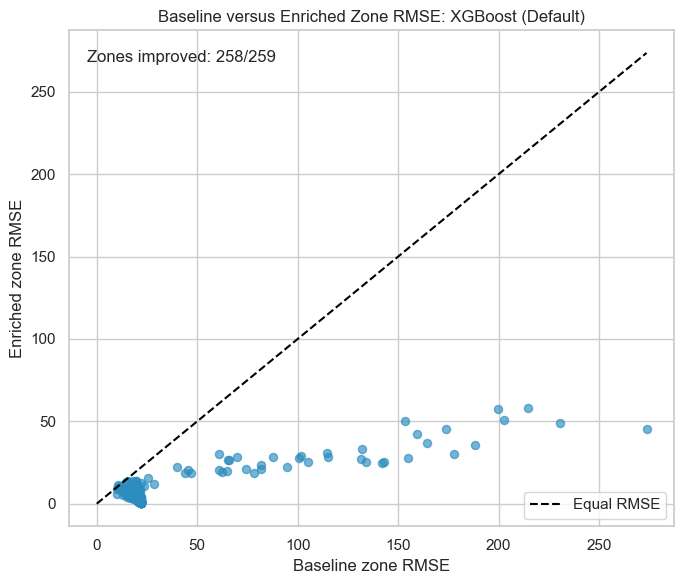 Baseline versus Enriched Zone RMSE: XGBoost (Default)
Zones improved: 258/259
Enriched zone RMSE
250
200
150
100
50
0
Equal RMSE
0 50 100 150 200 250
Baseline zone RMSE